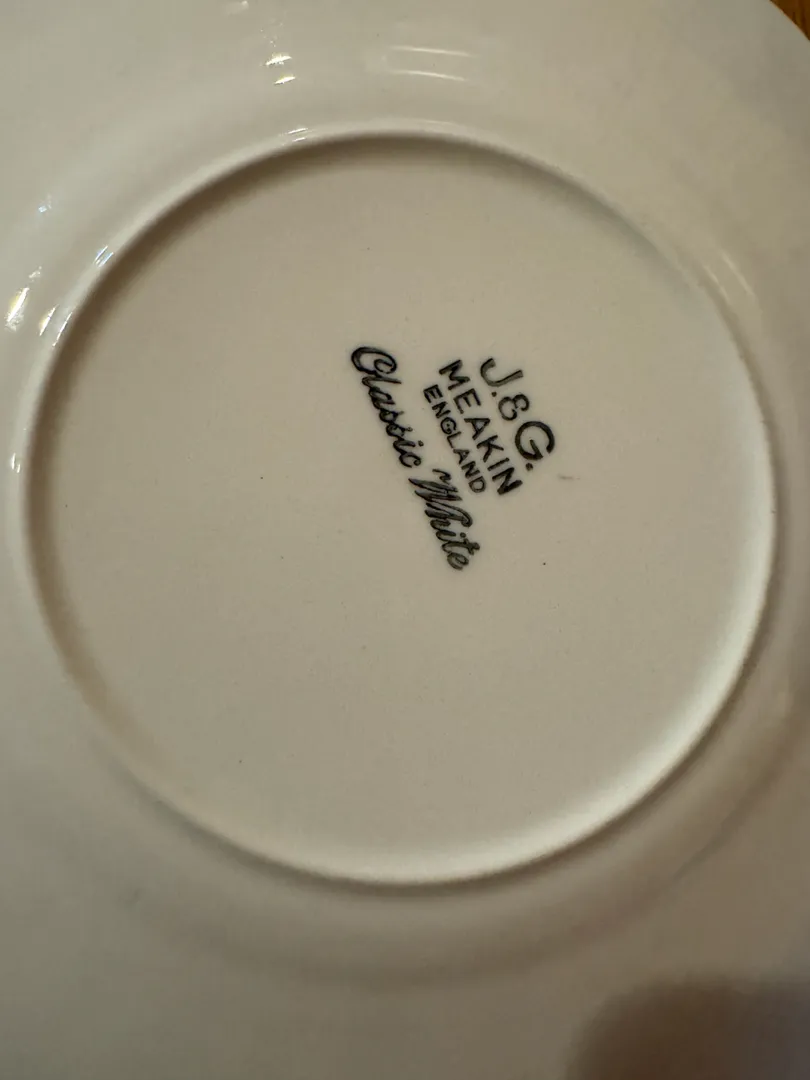 J.&G.
MEAKIN
ENGLAND
Classic White